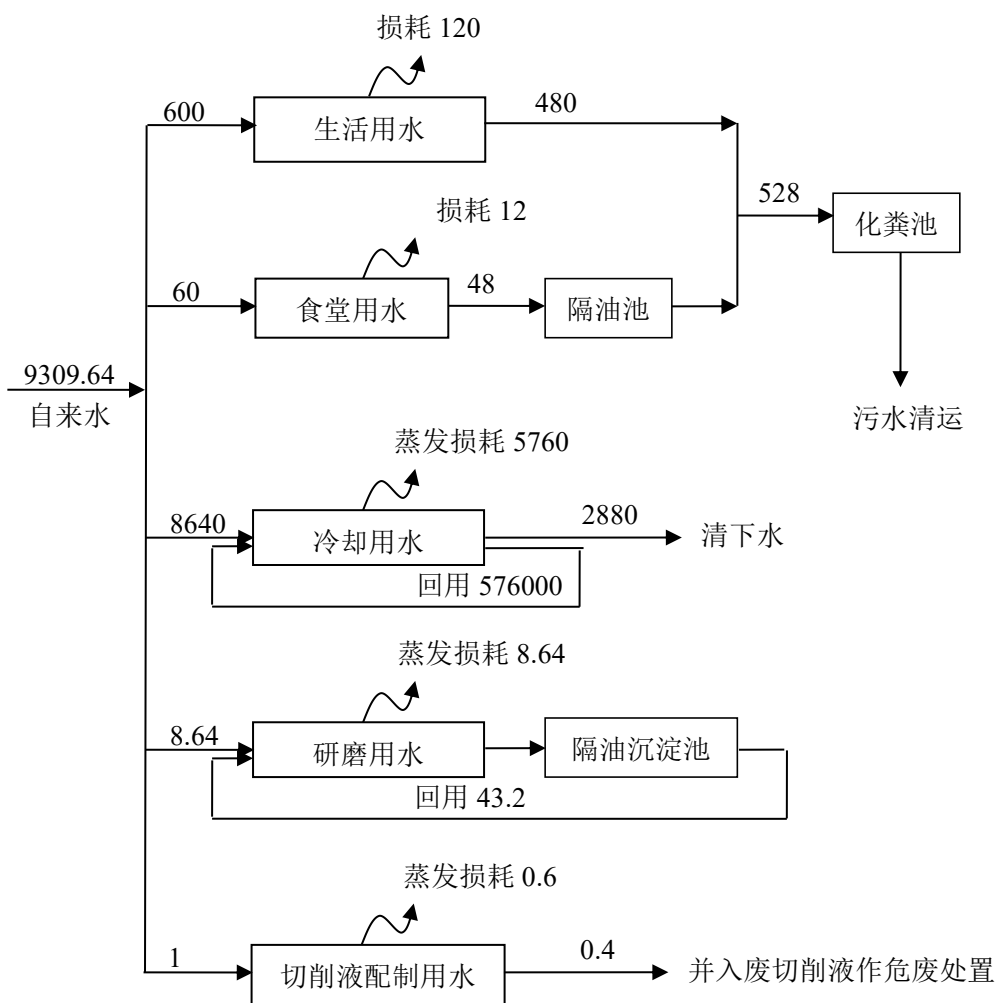 损耗 120
600
生活用水
480
损耗 12
528
化粪池
60
食堂用水
48
隔油池
9309.64
自来水
污水清运
蒸发损耗 5760
8640
冷却用水
2880
清下水
回用 576000
蒸发损耗 8.64
8.64
研磨用水
隔油沉淀池
回用 43.2
蒸发损耗 0.6
1
切削液配制用水
0.4
并入废切削液作危废处置